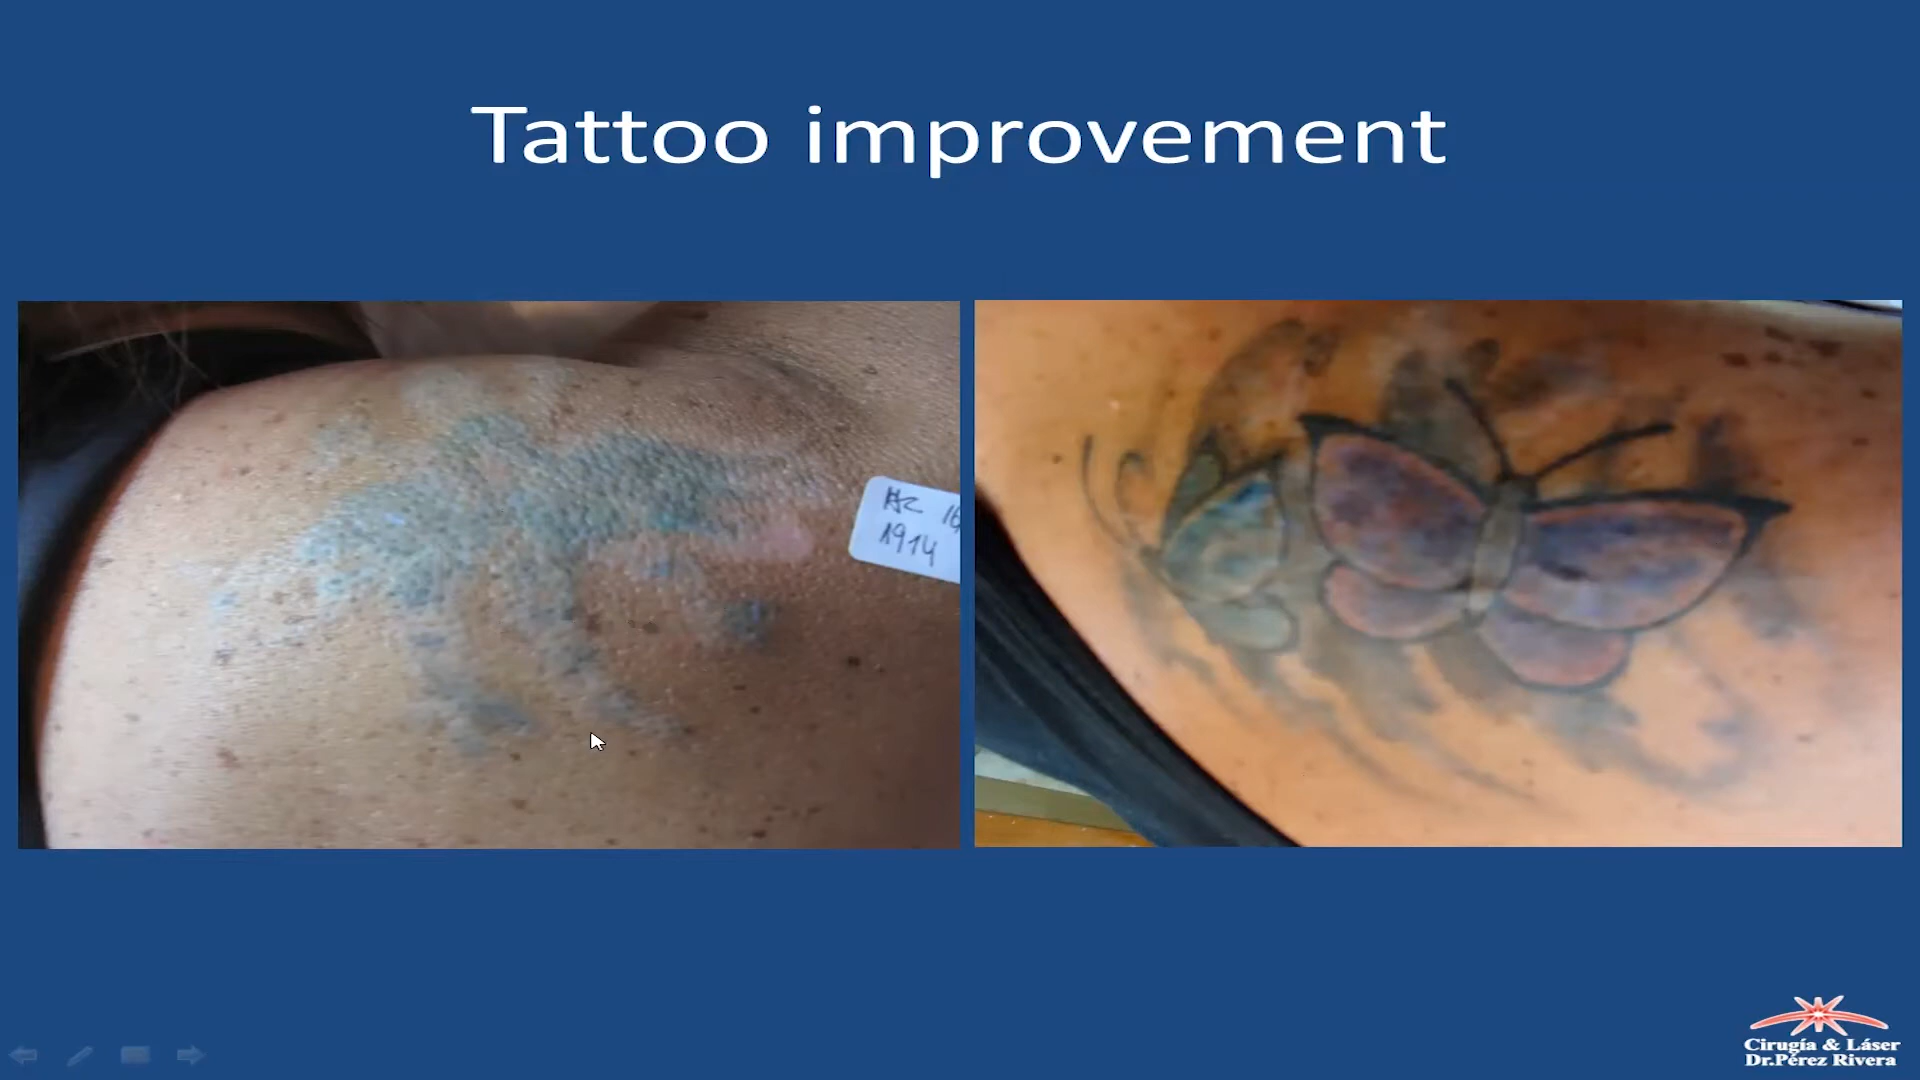 Tattoo improvement
1914
Cirugía & Láser
Dr.Pérez Rivera